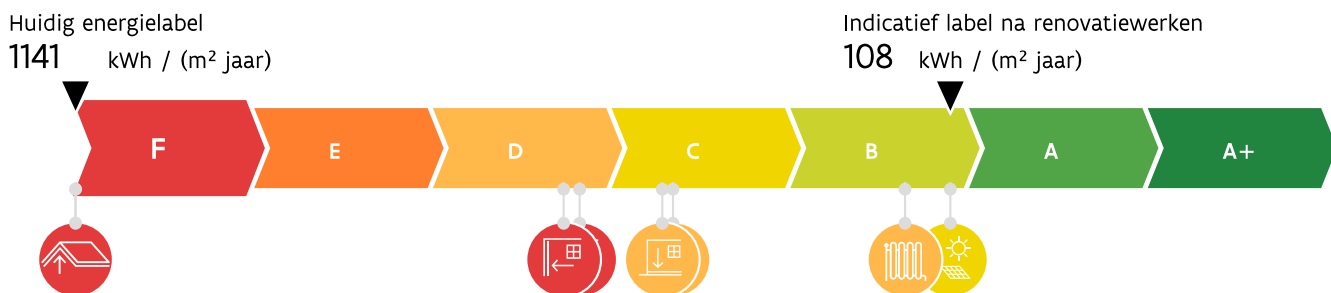 Huidig energielabel
1141 kWh / (m² jaar)
Indicatief label na renovatiewerken
108 kWh / (m² jaar)
F E D C B A A+